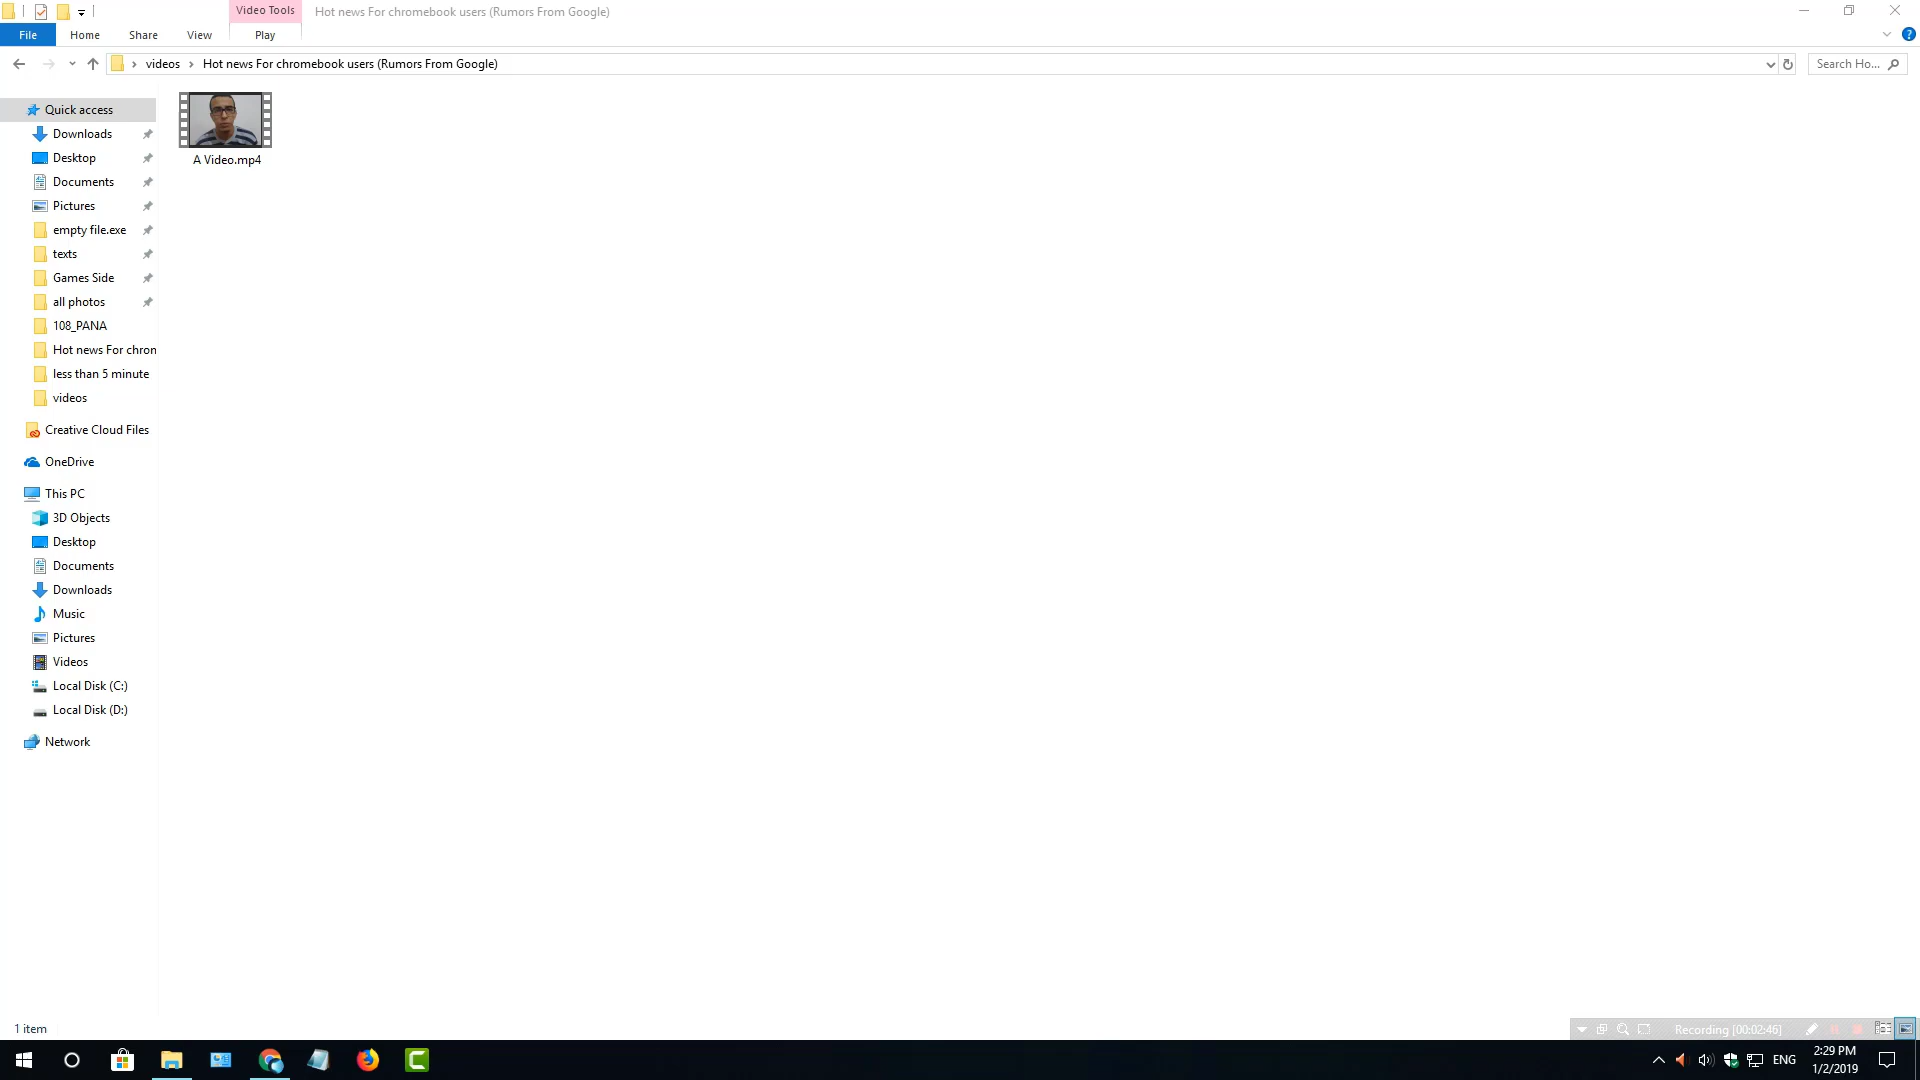 Video Tools
Hot news For chromebook users (Rumors From Google)
File
Home
Share
View
Play
videos
Hot news For chromebook users (Rumors From Google)
Search Ho...
Quick access
Downloads
Desktop
Documents
Pictures
empty file.exe
texts
Games Side
all photos
108_PANA
Hot news For chron
less than 5 minute
videos
Creative Cloud Files
OneDrive
This PC
3D Objects
Desktop
Documents
Downloads
Music
Pictures
Videos
Local Disk (C:)
Local Disk (D:)
Network
A Video.mp4
1 item
Recording [00:02:46]
ENG
2:29 PM
1/2/2019